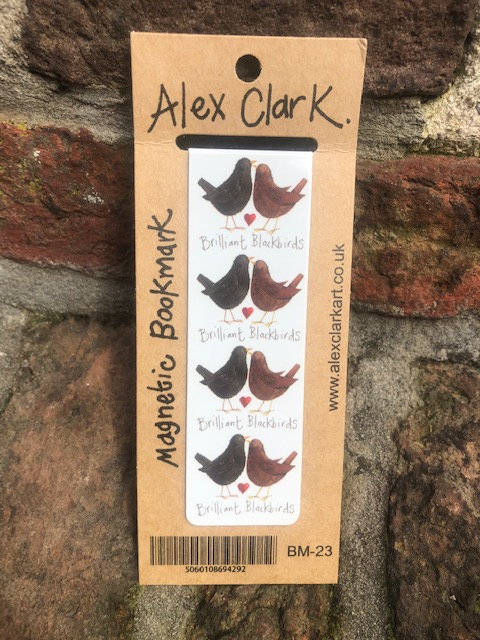 Alex Clark.
Magnetic Bookmark
Brilliant Blackbirds
Brilliant Blackbirds
Brilliant Blackbirds
Brilliant Blackbirds
www.alexclarkart.co.uk
5060108694292
BM-23